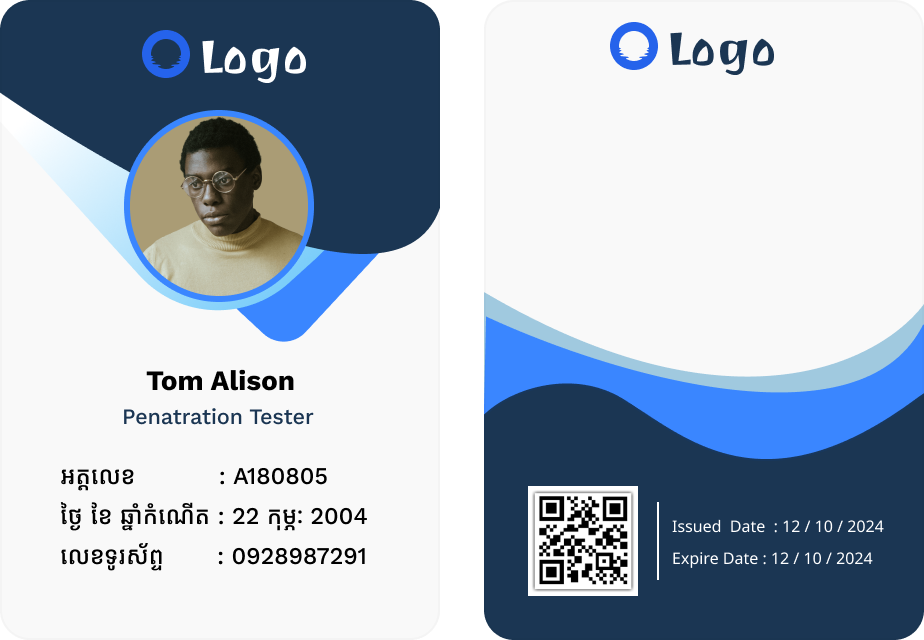 Logo
Tom Alison
Penatration Tester
អត្តលេខ : A180805
ថ្ងៃ ខែ ឆ្នាំកំណើត : 22 កុម្ភ: 2004
លេខទូរស័ព្ទ : 0928987291
Logo
Issued Date : 12 / 10 / 2024
Expire Date : 12 / 10 / 2024